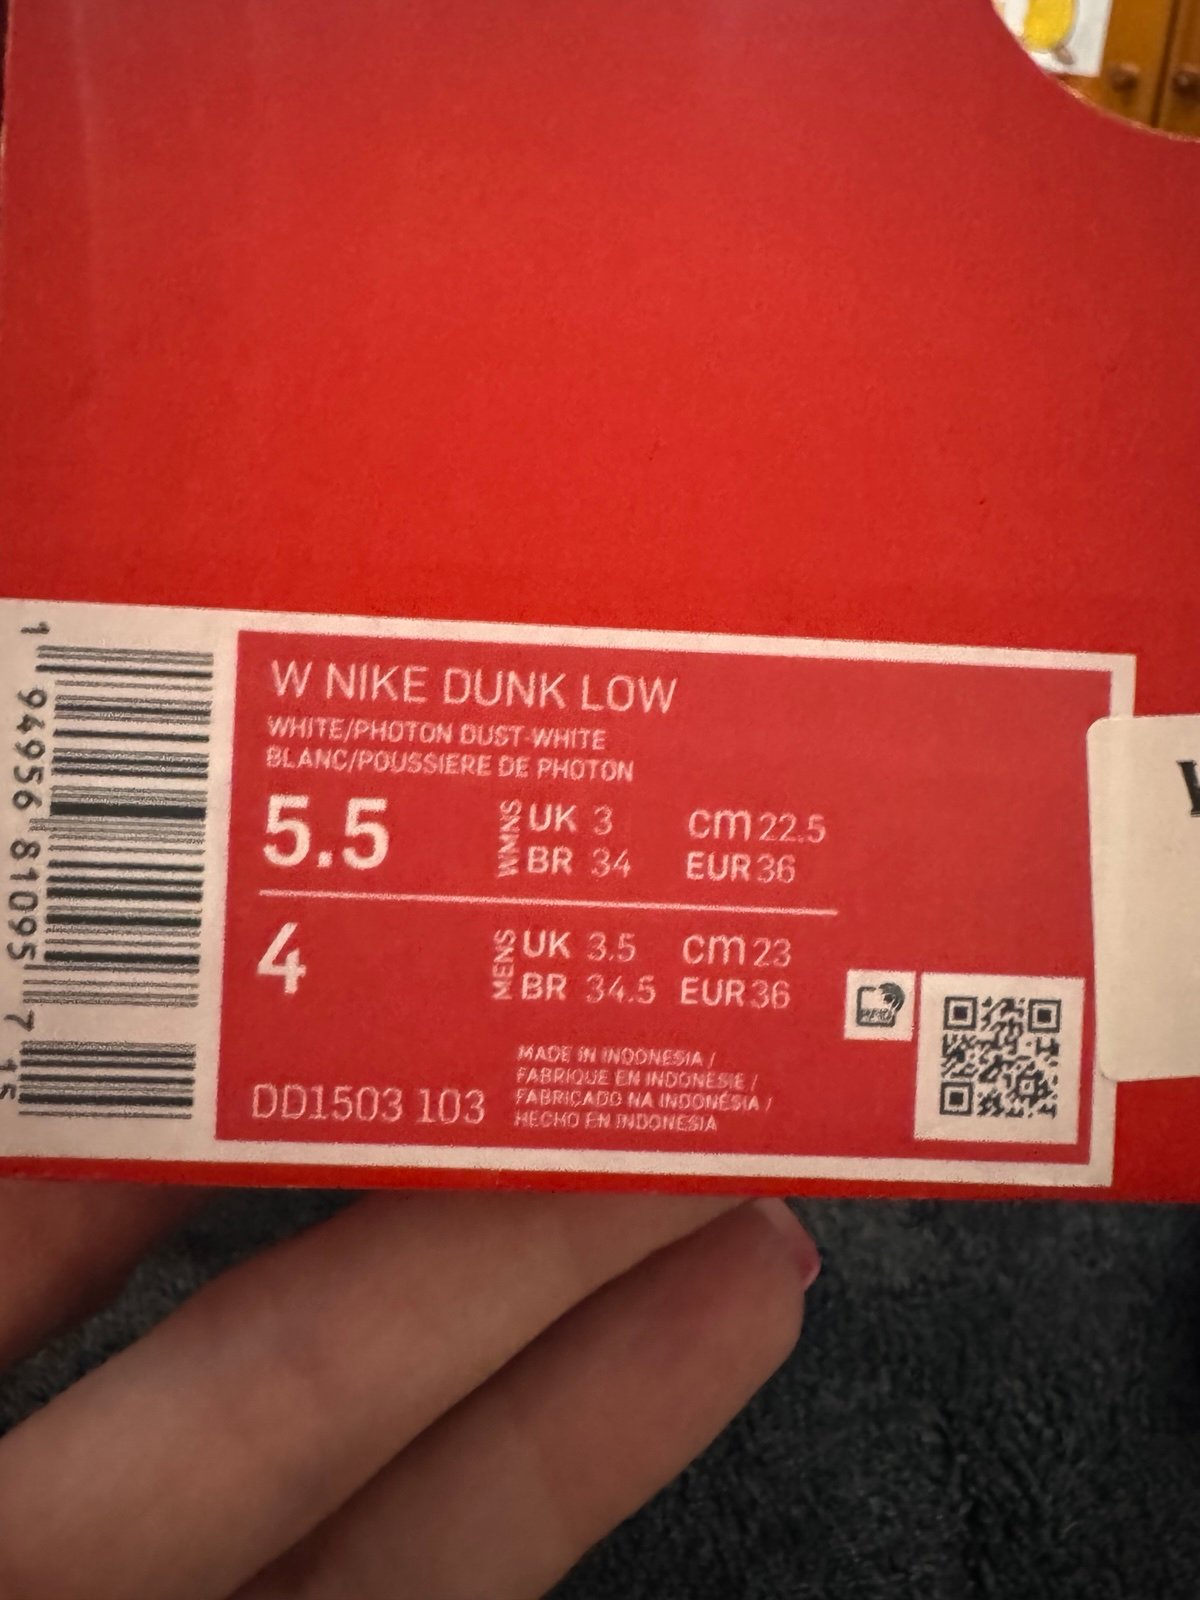 W NIKE DUNK LOW
WHITE/PHOTON DUST-WHITE
BLANC/POUSSIERE DE PHOTON
5.5 WMNS UK 3 cm 22.5
BR 34 EUR 36
4 MENS UK 3.5 cm 23
BR 34.5 EUR 36
DD1503 103
MADE IN INDONESIA /
FABRIQUE EN INDONESIE /
FABRICADO NA INDONÉSIA /
HECHO EN INDONESIA
1 94956 81095 7 15